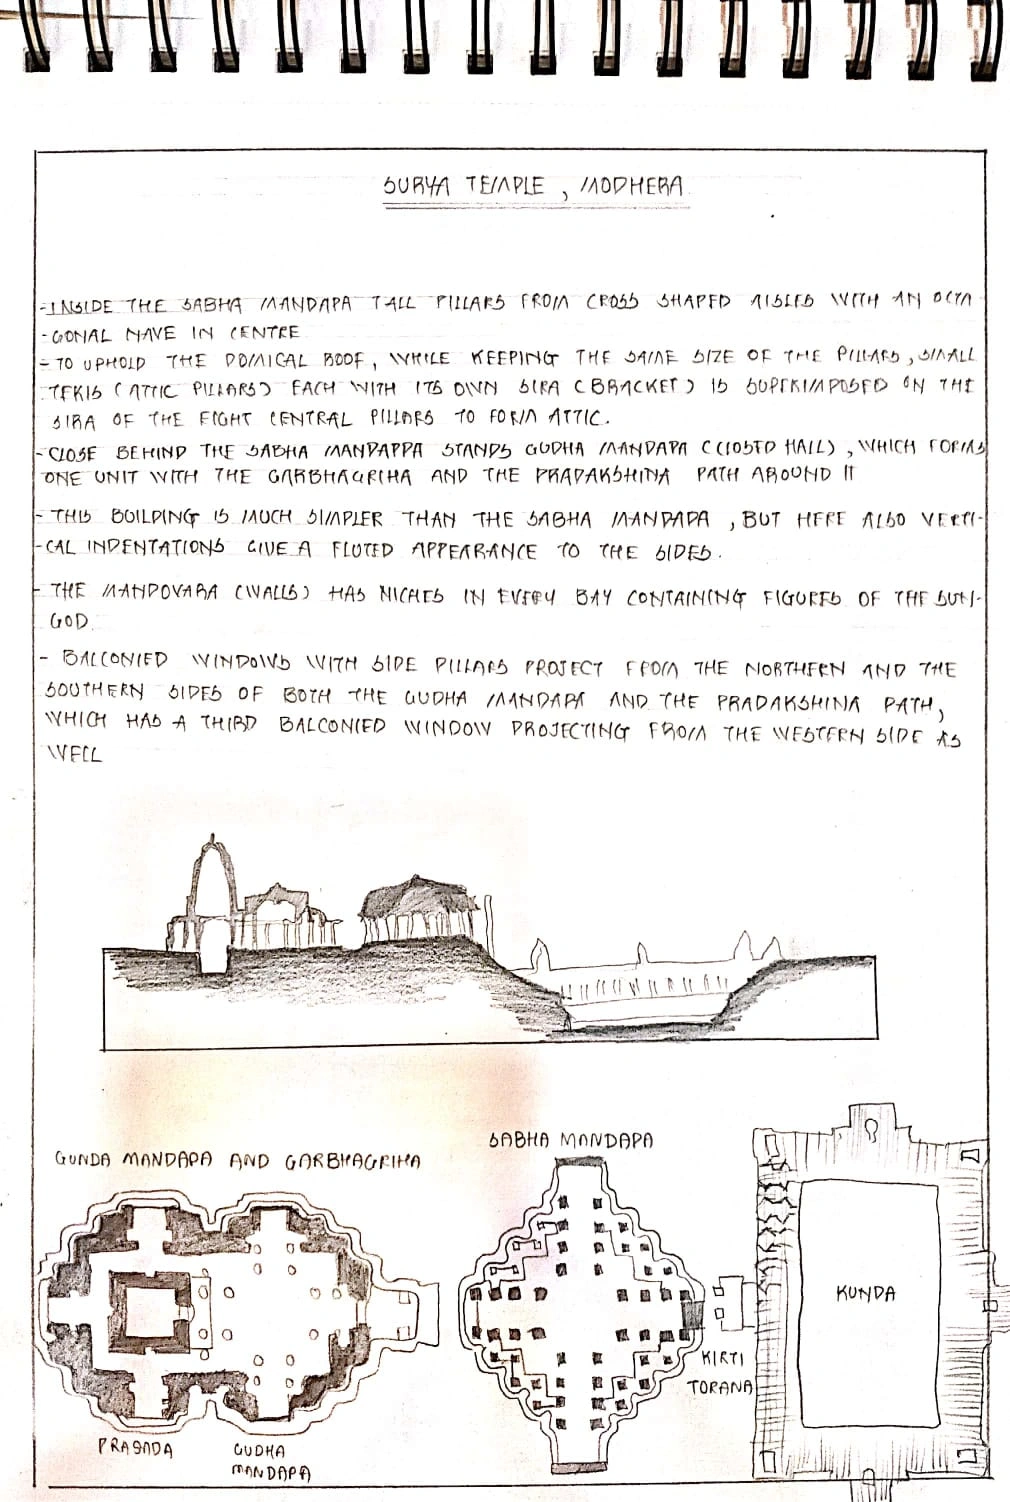 SURYA TEMPLE, MODHERA
- INSIDE THE SABHA MANDAPA TALL PILLARS FROM CROSS SHAPED AISLES WITH AN OCTA
-GONAL NAVE IN CENTRE
- TO UPHOLD THE DOMICAL ROOF, WHILE KEEPING THE SAME SIZE OF THE PILLARS, SMALL
TEKIS (ATTIC PILLARS) EACH WITH ITS OWN SIRA (BRACKET) IS SUPERIMPOSED ON THE
SIRA OF THE EIGHT CENTRAL PILLARS TO FORM ATTIC.
- CLOSE BEHIND THE SABHA MANDAPPA STANDS GUDHA MANDAPA (CLOSED HALL), WHICH FORMS
ONE UNIT WITH THE GARBHAGRIHA AND THE PRADAKSHINA PATH AROUND IT
- THIS BUILDING IS MUCH SIMPLER THAN THE SABHA MANDAPA, BUT HERE ALSO VERTI-
-CAL INDENTATIONS GIVE A FLUTED APPEARANCE TO THE SIDES.
- THE MANDOVARA (WALLS) HAS NICHES IN EVERY BAY CONTAINING FIGURES OF THE SUN-
GOD.
- BALCONIED WINDOWS WITH SIDE PILLARS PROJECT FROM THE NORTHERN AND THE
SOUTHERN SIDES OF BOTH THE GUDHA MANDAPA AND THE PRADAKSHINA PATH,
WHICH HAS A THIRD BALCONIED WINDOW PROJECTING FROM THE WESTERN SIDE AS
WELL
SABHA MANDAPA
GUNDA MANDAPA AND GARBHAGRIHA
KUNDA
KIRTI
TORANA
PRASADA
GUDHA
MANDAPA